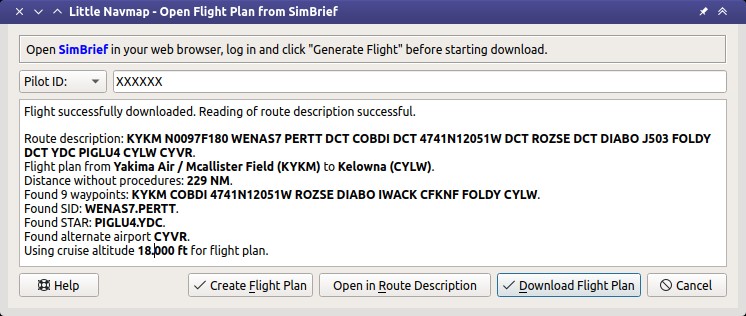 Little Navmap - Open Flight Plan from SimBrief
Open SimBrief in your web browser, log in and click "Generate Flight" before starting download.
Pilot ID: XXXXXX
Flight successfully downloaded. Reading of route description successful.
Route description: KYKM N0097F180 WENAS7 PERTT DCT COBDI DCT 4741N12051W DCT ROZSE DCT DIABO J503 FOLDY
DCT YDC PIGLU4 CYLW CYVR.
Flight plan from Yakima Air / Mcallister Field (KYKM) to Kelowna (CYLW).
Distance without procedures: 229 NM.
Found 9 waypoints: KYKM COBDI 4741N12051W ROZSE DIABO IWACK CFKNF FOLDY CYLW.
Found SID: WENAS7.PERTT.
Found STAR: PIGLU4.YDC.
Found alternate airport CYVR.
Using cruise altitude 18.000 ft for flight plan.
Help Create Flight Plan Open in Route Description Download Flight Plan Cancel